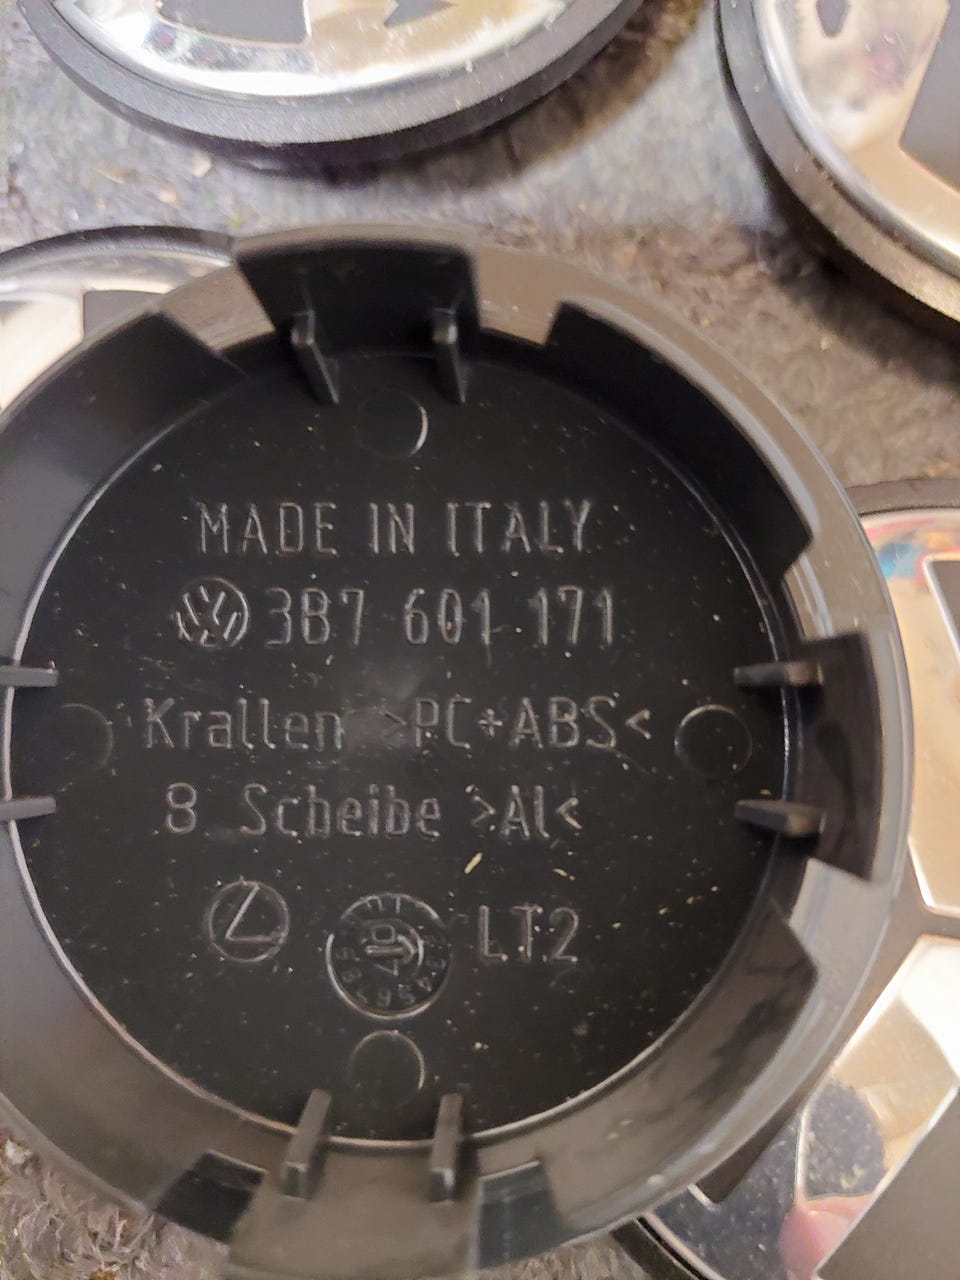 MADE IN ITALY
3B7 601 171
Krallen >PC+ABS<
8 Scheibe >Al<
LT2